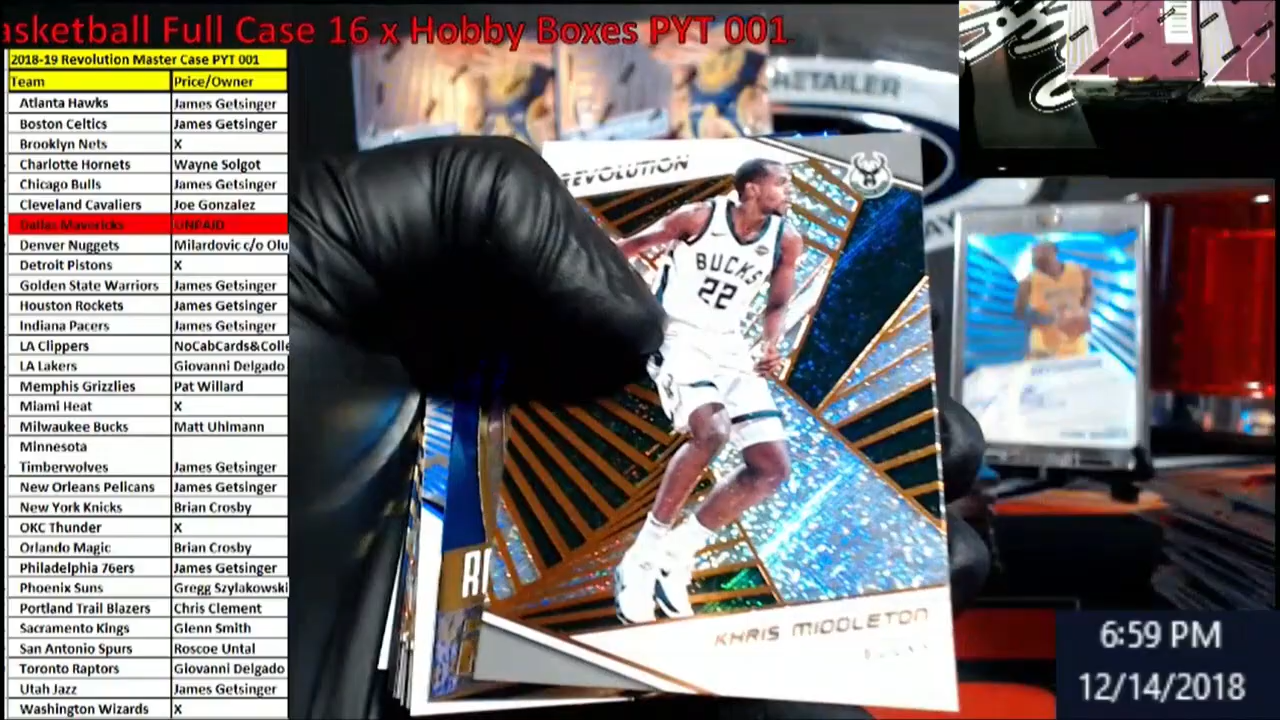 asketball Full Case 16 x Hobby Boxes PYT 001
2018-19 Revolution Master Case PYT 001
Team Price/Owner
Atlanta Hawks James Getsinger
Boston Celtics James Getsinger
Brooklyn Nets X
Charlotte Hornets Wayne Solgot
Chicago Bulls James Getsinger
Cleveland Cavaliers Joe Gonzalez
Dallas Mavericks UNPAID
Denver Nuggets Milardovic c/o Olu
Detroit Pistons X
Golden State Warriors James Getsinger
Houston Rockets James Getsinger
Indiana Pacers James Getsinger
LA Clippers NoCabCards&Colle
LA Lakers Giovanni Delgado
Memphis Grizzlies Pat Willard
Miami Heat X
Milwaukee Bucks Matt Uhlmann
Minnesota
Timberwolves James Getsinger
New Orleans Pelicans James Getsinger
New York Knicks Brian Crosby
OKC Thunder X
Orlando Magic Brian Crosby
Philadelphia 76ers James Getsinger
Phoenix Suns Gregg Szylakowski
Portland Trail Blazers Chris Clement
Sacramento Kings Glenn Smith
San Antonio Spurs Roscoe Untal
Toronto Raptors Giovanni Delgado
Utah Jazz James Getsinger
Washington Wizards X
RETAILER
REVOLUTION
BUCKS
22
KHRIS MIDDLETON
6:59 PM
12/14/2018